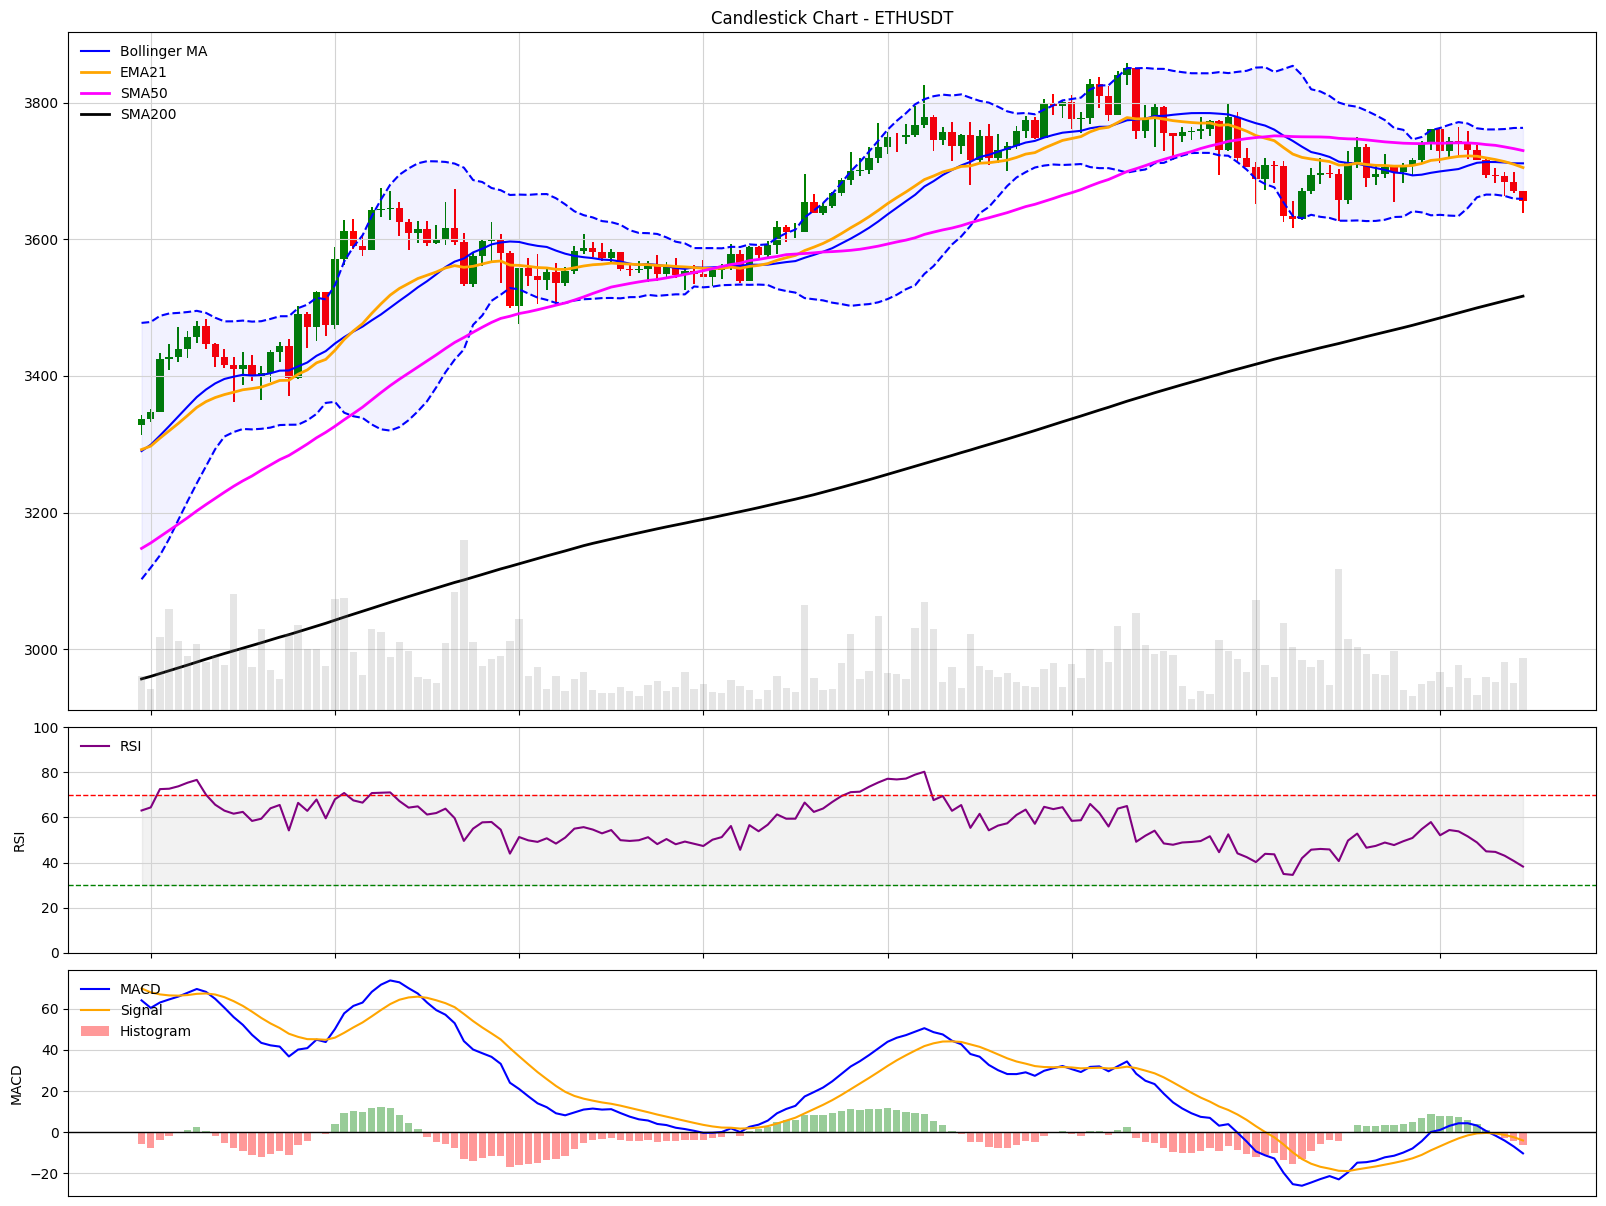 Candlestick Chart - ETHUSDT
Bollinger MA
EMA21
SMA50
SMA200
3800
3600
3400
3200
3000
RSI
100
80
60
40
20
0
RSI
MACD
Signal
Histogram
60
40
20
0
−20
MACD